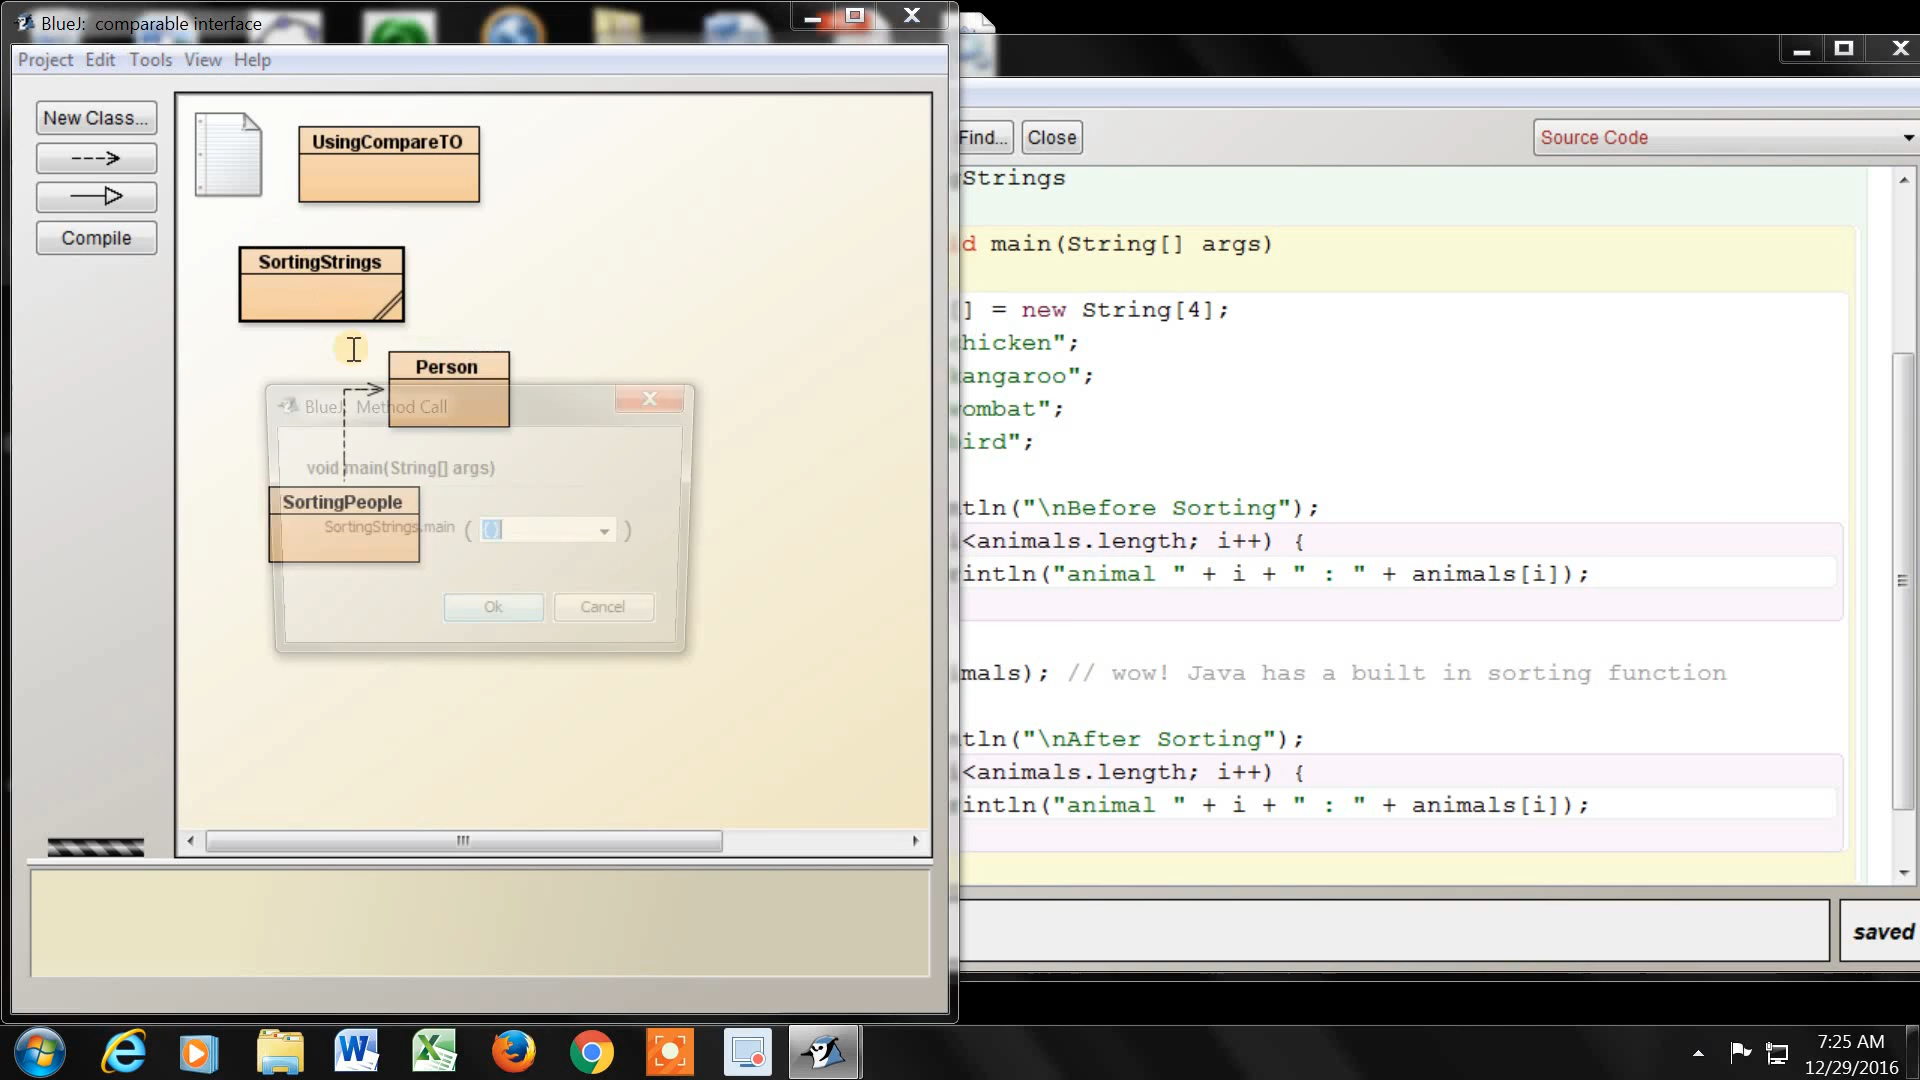 BlueJ: comparable interface
Project Edit Tools View Help
New Class...
Compile
UsingCompareTO
SortingStrings
Person
BlueJ: Method Call
void main(String[] args)
SortingPeople
SortingStrings.main ( { } )
Ok Cancel
Find... Close Source Code
Strings
d main(String[] args)
] = new String[4];
hicken";
angaroo";
ombat";
ird";
tln("\nBefore Sorting");
<animals.length; i++) {
intln("animal " + i + " : " + animals[i]);
mals); // wow! Java has a built in sorting function
tln("\nAfter Sorting");
<animals.length; i++) {
intln("animal " + i + " : " + animals[i]);
saved
7:25 AM
12/29/2016